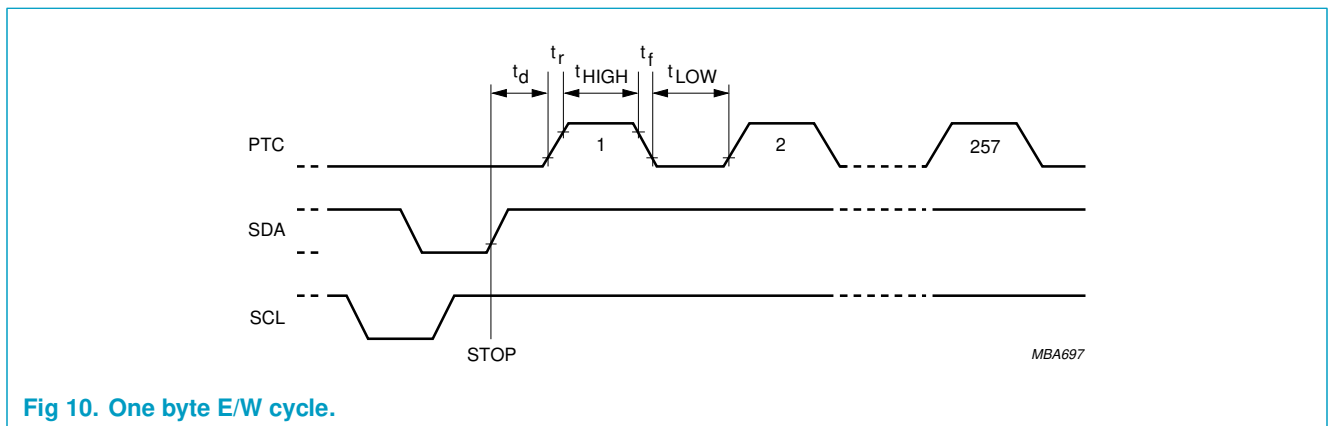 td tr tHIGH tf tLOW
PTC 1 2 257
SDA
SCL
STOP
MBA697
Fig 10. One byte E/W cycle.